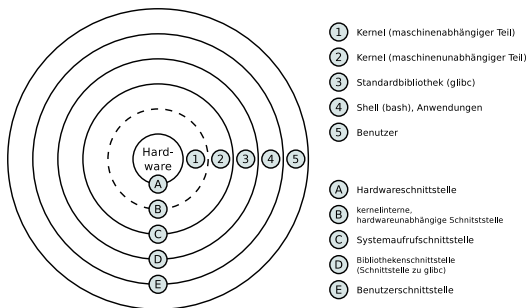 1 Kernel (maschinenabhängiger Teil)
2 Kernel (maschinenunabhängiger Teil)
3 Standardbibliothek (glibc)
4 Shell (bash), Anwendungen
5 Benutzer
Hard-
ware
1 2 3 4 5
A
B
C
D
E
A Hardwareschnittstelle
B kernelinterne,
hardwareunabhängige Schnitststelle
C Systemaufrufschnittstelle
D Bibliothekenschnittstelle
(Schnittstelle zu glibc)
E Benutzerschnittstelle